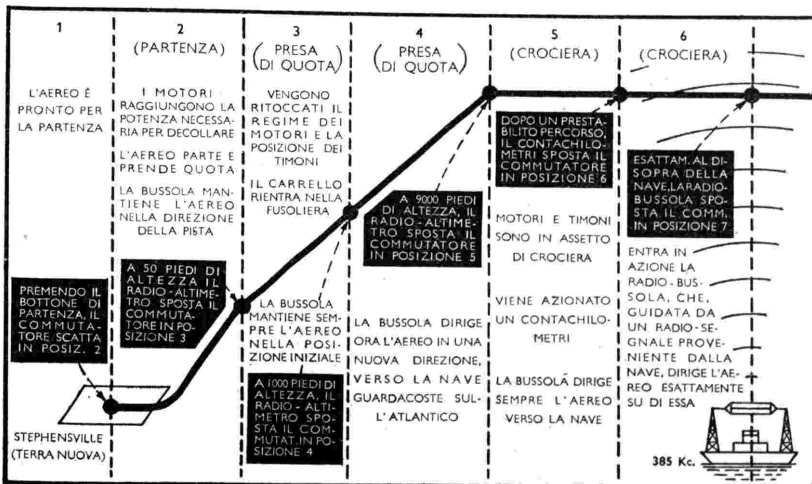 1
L'AEREO È
PRONTO PER
LA PARTENZA
PREMENDO IL
BOTTONE DI
PARTENZA, IL
COMMUTA-
TORE SCATTA
IN POSIZ. 2
STEPHENSVILLE
(TERRA NUOVA)
2
(PARTENZA)
I MOTORI
RAGGIUNGONO LA
POTENZA NECESSA-
RIA PER DECOLLARE
L'AEREO PARTE E
PRENDE QUOTA
LA BUSSOLA MAN-
TIENE L'AEREO
NELLA DIREZIONE
DELLA PISTA
A 50 PIEDI DI
ALTEZZA IL
RADIO-ALTIME-
TRO SPOSTA IL
COMMUTA-
TORE IN PO-
SIZIONE 3
3
(PRESA
DI QUOTA)
VENGONO
RITOCCATI IL
REGIME DEI
MOTORI E LA
POSIZIONE DEI
TIMONI
IL CARRELLO
RIENTRA NELLA
FUSOLIERA
LA BUSSOLA
MANTIENE SEM-
PRE L'AEREO
NELLA POSI-
ZIONE INIZIALE
A 1000 PIEDI DI
ALTEZZA, IL
RADIO-ALTI-
METRO SPO-
STA IL COM-
MUTAT. IN PO-
SIZIONE 4
4
(PRESA
DI QUOTA)
A 9000 PIEDI
DI ALTEZZA, IL
RADIO-ALTIME-
TRO SPOSTA IL
COMMUTATORE
IN POSIZIONE 5
LA BUSSOLA DIRIGE
ORA L'AEREO IN UNA
NUOVA DIREZIONE,
VERSO LA NAVE
GUARDACOSTE SUL-
L'ATLANTICO
5
(CROCIERA)
DOPO UN PRESTA-
BILITO PERCORSO,
IL CONTACHILO-
METRI SPOSTA IL
COMMUTATORE
IN POSIZIONE 6
MOTORI E TIMONI
SONO IN ASSETTO
DI CROCIERA
VIENE AZIONATO
UN CONTACHILO-
METRI
LA BUSSOLA DIRIGE
SEMPRE L'AEREO
VERSO LA NAVE
6
(CROCIERA)
ESATTAM. AL DI-
SOPRA DELLA
NAVE, LA RADIO-
BUSSOLA SPO-
STA IL COMM.
IN POSIZIONE 7
ENTRA IN
AZIONE LA
RADIO-BUS-
SOLA, CHE,
GUIDATA DA
UN RADIO-SE-
GNALE PROVE-
NIENTE DALLA
NAVE, DIRIGE L'AE-
REO ESATTAMENTE
SU DI ESSA
385 Kc.